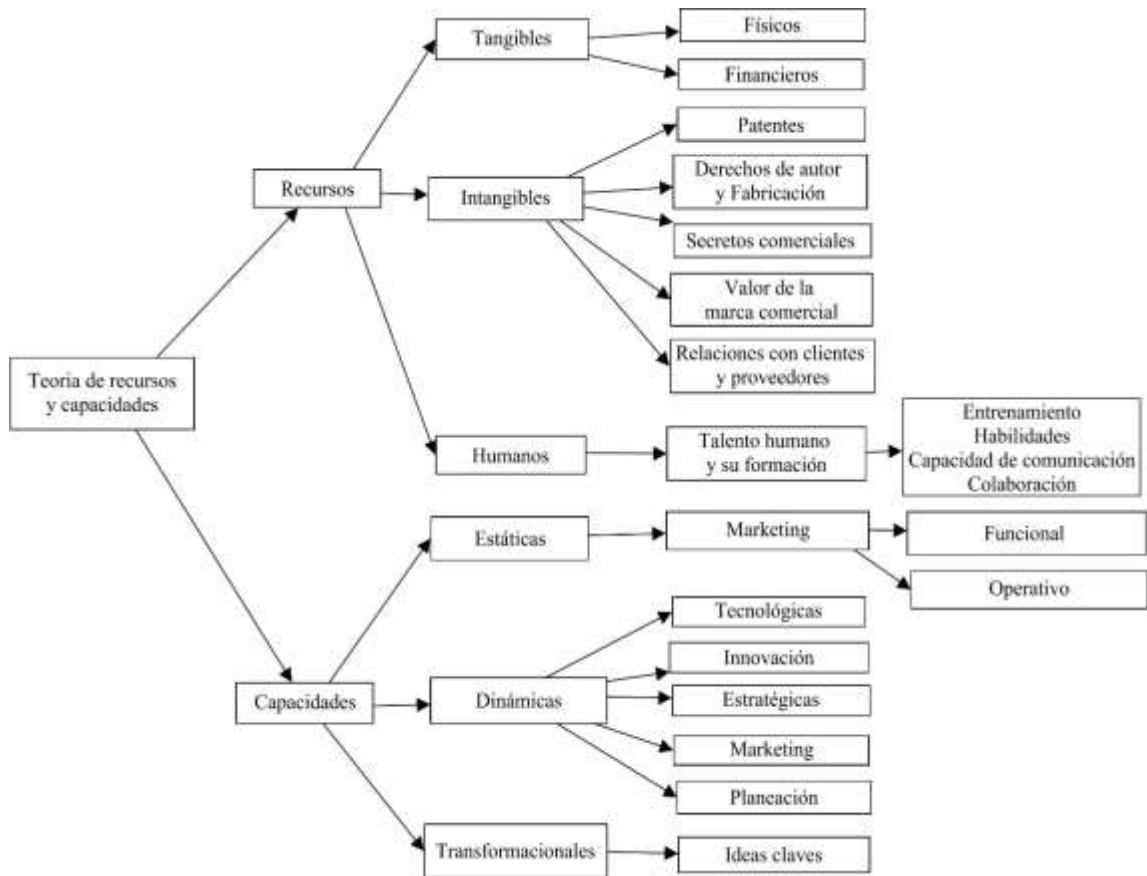 Tangibles
Físicos
Financieros
Recursos
Intangibles
Patentes
Derechos de autor
y Fabricación
Secretos comerciales
Valor de la
marca comercial
Relaciones con clientes
y proveedores
Teoria de recursos
y capacidades
Humanos
Talento humano
y su formación
Entrenamiento
Habilidades
Capacidad de comunicación
Colaboración
Estáticas
Marketing
Funcional
Operativo
Capacidades
Dinámicas
Tecnológicas
Innovación
Estratégicas
Marketing
Planeación
Transformacionales
Ideas claves